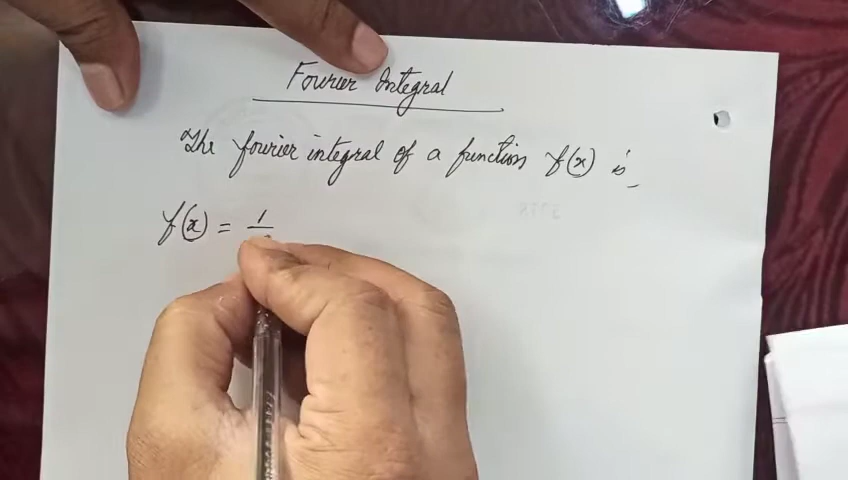 Fourier Integral
The fourier integral of a function f(x) is
f(x) = 1